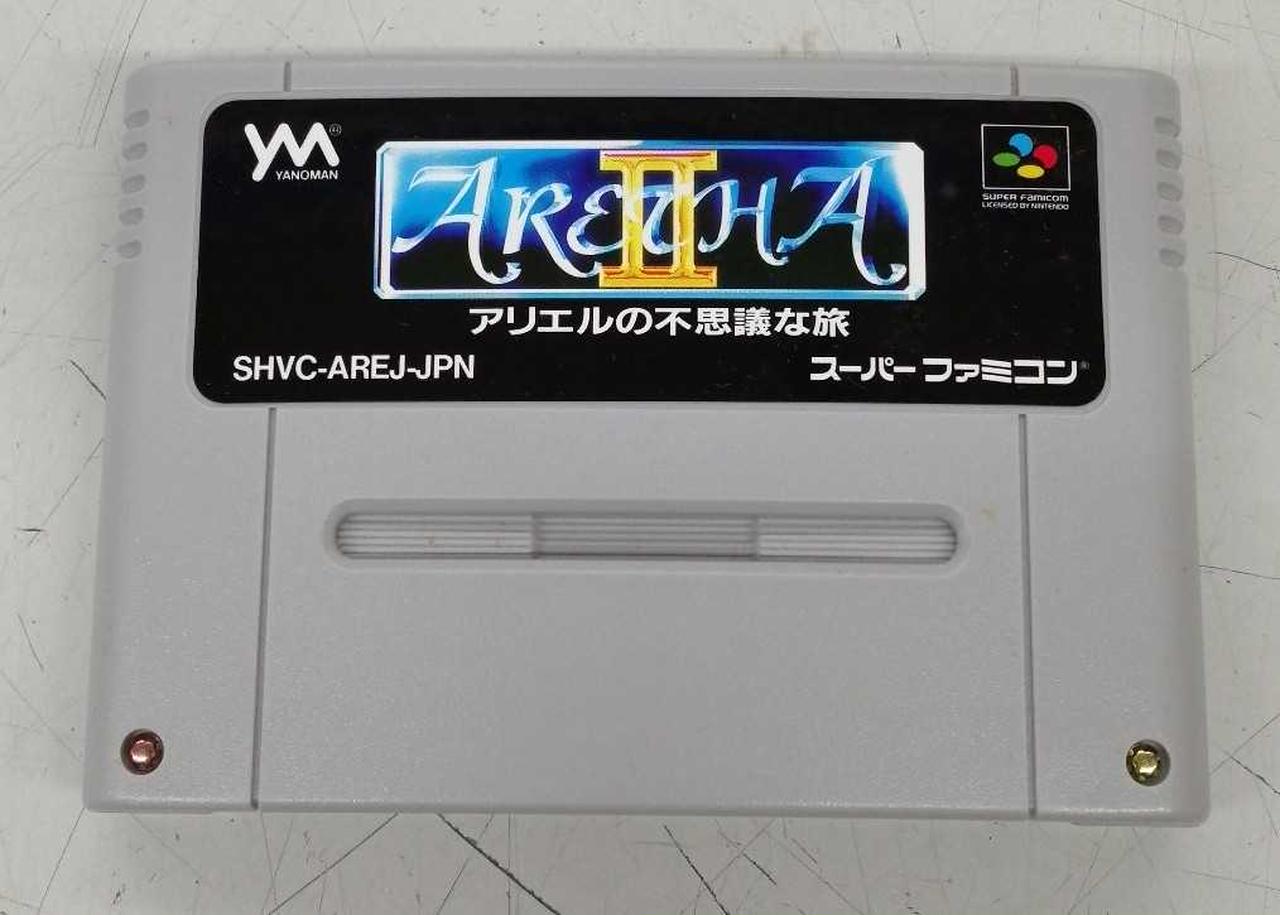 YM
YANOMAN
ARETHA II
SUPER FAMICOM
LICENSED BY NINTENDO
アリエルの不思議な旅
SHVC-AREJ-JPN
スーパーファミコン®